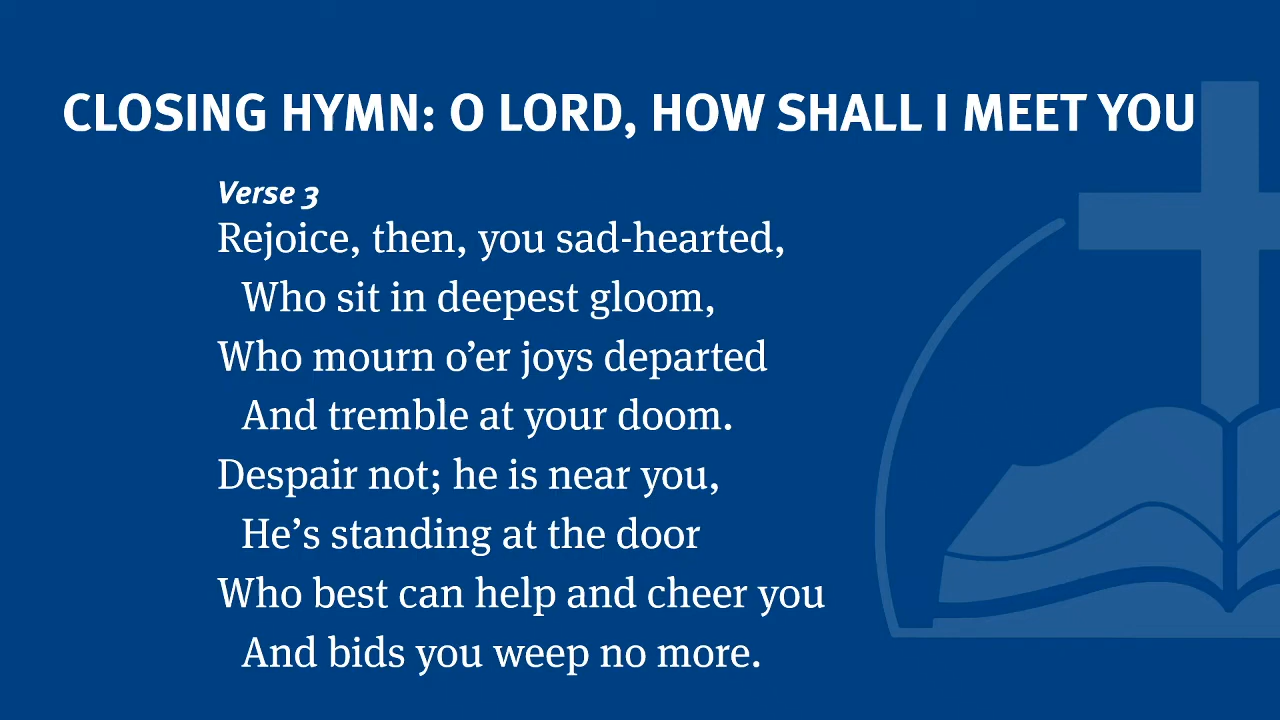 CLOSING HYMN: O LORD, HOW SHALL I MEET YOU
Verse 3
Rejoice, then, you sad-hearted,
Who sit in deepest gloom,
Who mourn o’er joys departed
And tremble at your doom.
Despair not; he is near you,
He’s standing at the door
Who best can help and cheer you
And bids you weep no more.